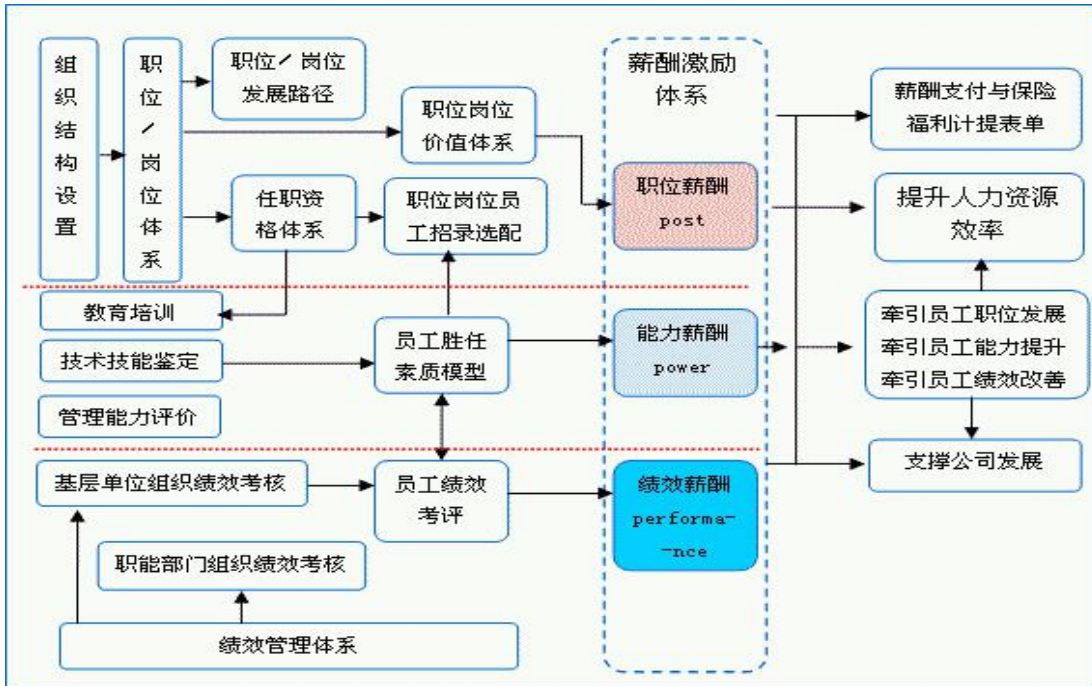 组织结构设置
职位/岗位体系
职位/岗位
发展路径
职位岗位
价值体系
任职资
格体系
职位岗位员
工招录选配
薪酬激励
体系
职位薪酬
post
薪酬支付与保险
福利计提表单
提升人力资源
效率
教育培训
技术技能鉴定
管理能力评价
员工胜任
素质模型
能力薪酬
power
牵引员工职位发展
牵引员工能力提升
牵引员工绩效改善
基层单位组织绩效考核
员工绩效
考评
绩效薪酬
performa-
-nce
支撑公司发展
职能部门组织绩效考核
绩效管理体系